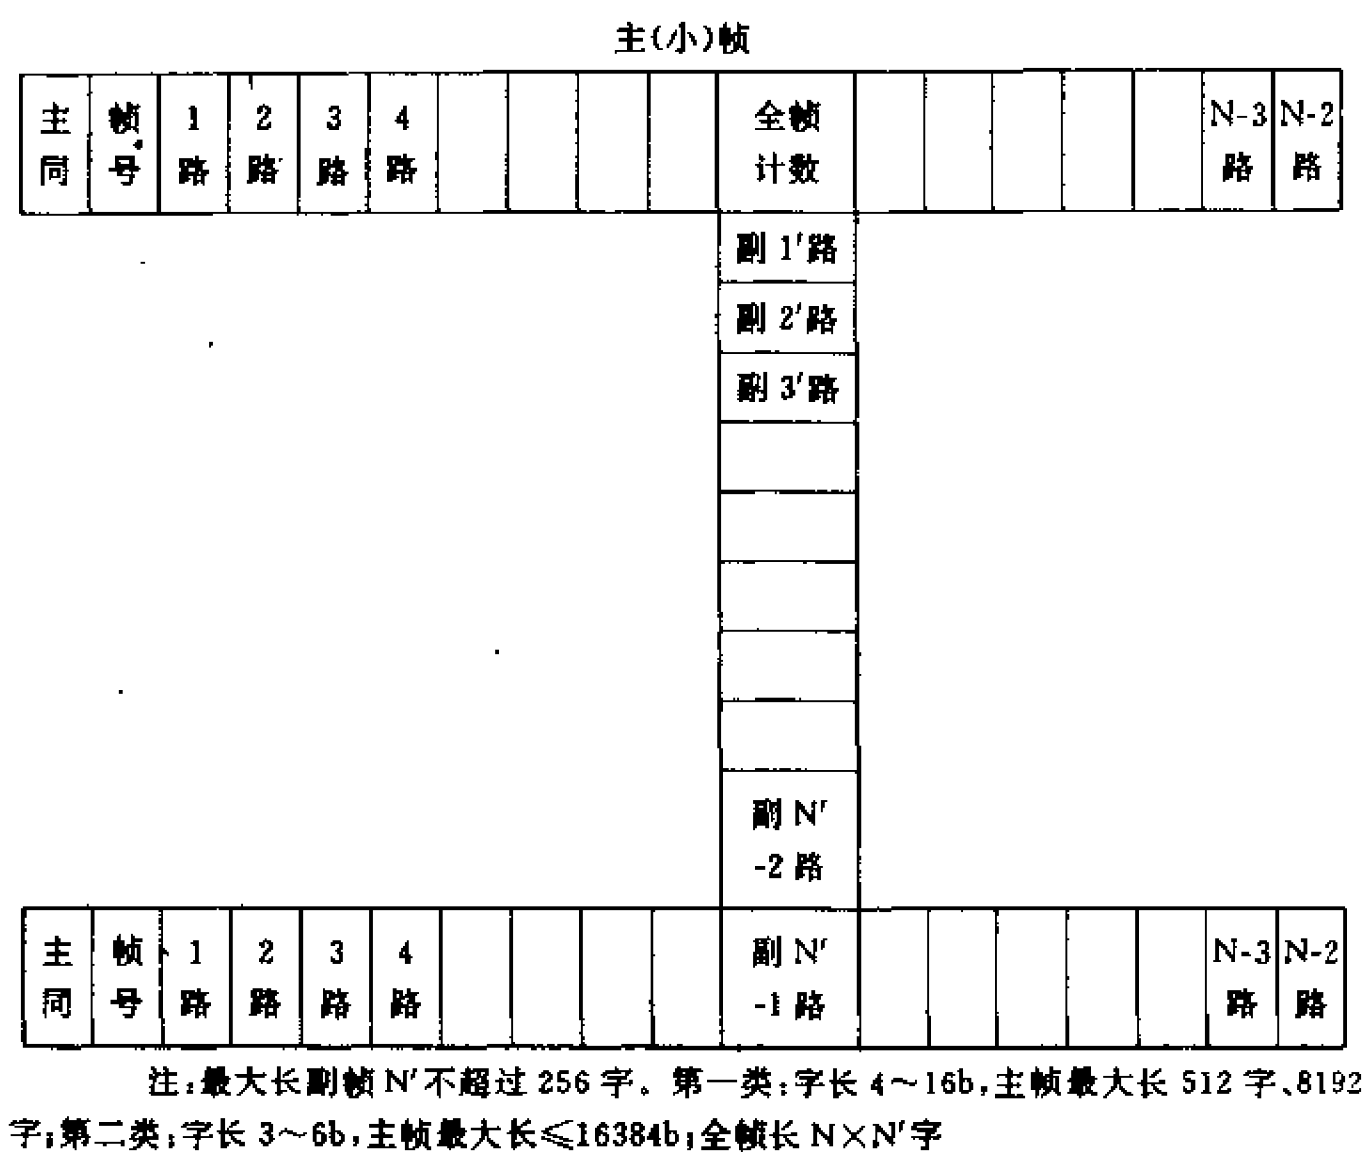 主(小)帧
主同 帧号 1路 2路 3路 4路 全帧计数 N-3路 N-2路
副1′路
副2′路
副3′路
副N′-2路
主同 帧号 1路 2路 3路 4路 副N′-1路 N-3路 N-2路
注:最大长副帧N′不超过256字。第一类:字长4~16b,主帧最大长512字、8192
字;第二类:字长3~6b,主帧最大长≤16384b;全帧长N×N′字